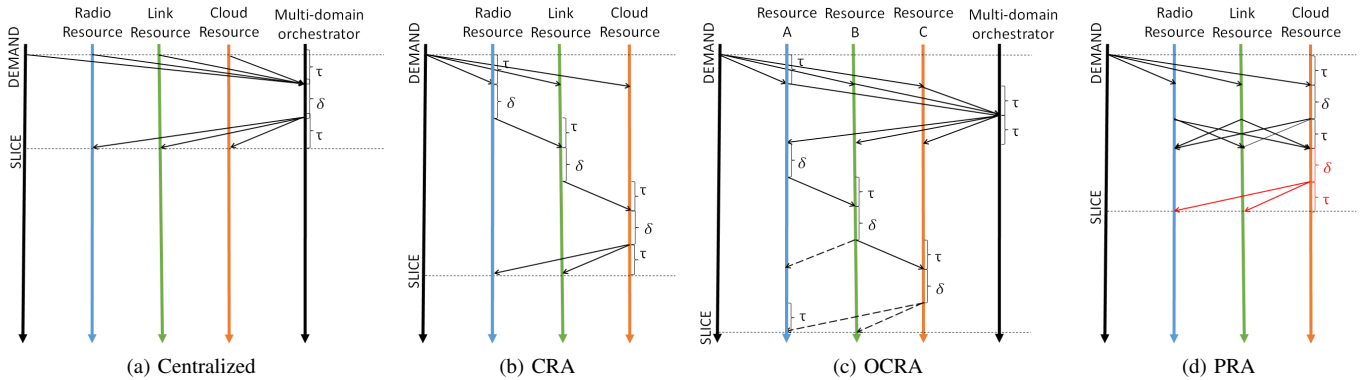 Radio
Resource
Link
Resource
Cloud
Resource
Multi-domain
orchestrator
DEMAND
SLICE
τ
δ
τ
(a) Centralized
Radio
Resource
Link
Resource
Cloud
Resource
DEMAND
SLICE
τ
δ
τ
δ
τ
δ
τ
(b) CRA
Resource
A
Resource
B
Resource
C
Multi-domain
orchestrator
DEMAND
SLICE
τ
τ
τ
δ
τ
δ
τ
δ
τ
(c) OCRA
Radio
Resource
Link
Resource
Cloud
Resource
DEMAND
SLICE
τ
δ
τ
δ
τ
(d) PRA